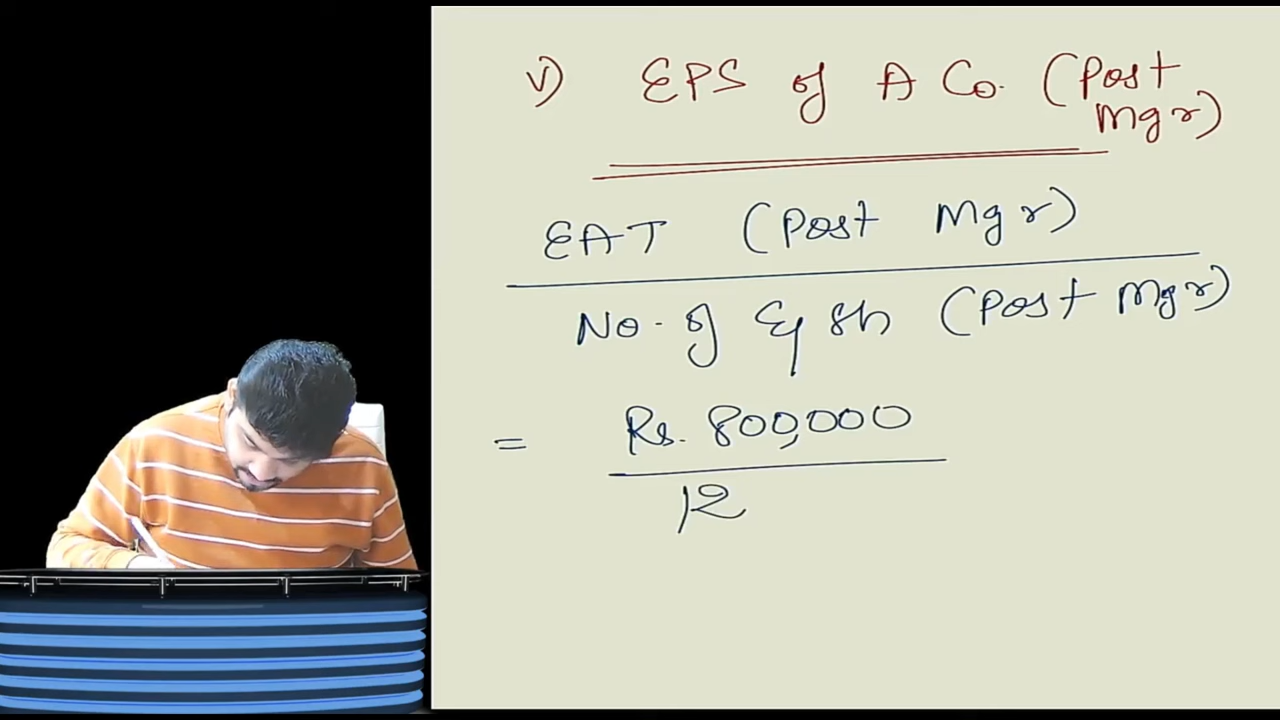 v) EPS of A Co. (Post
Mgr)
EAT (Post Mgr)
No. of Eq sh (Post Mgr)
= Rs. 800,000
12